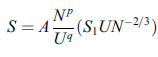 S = A \frac{N^p}{U^q} (S_1 U N^{-2/3})